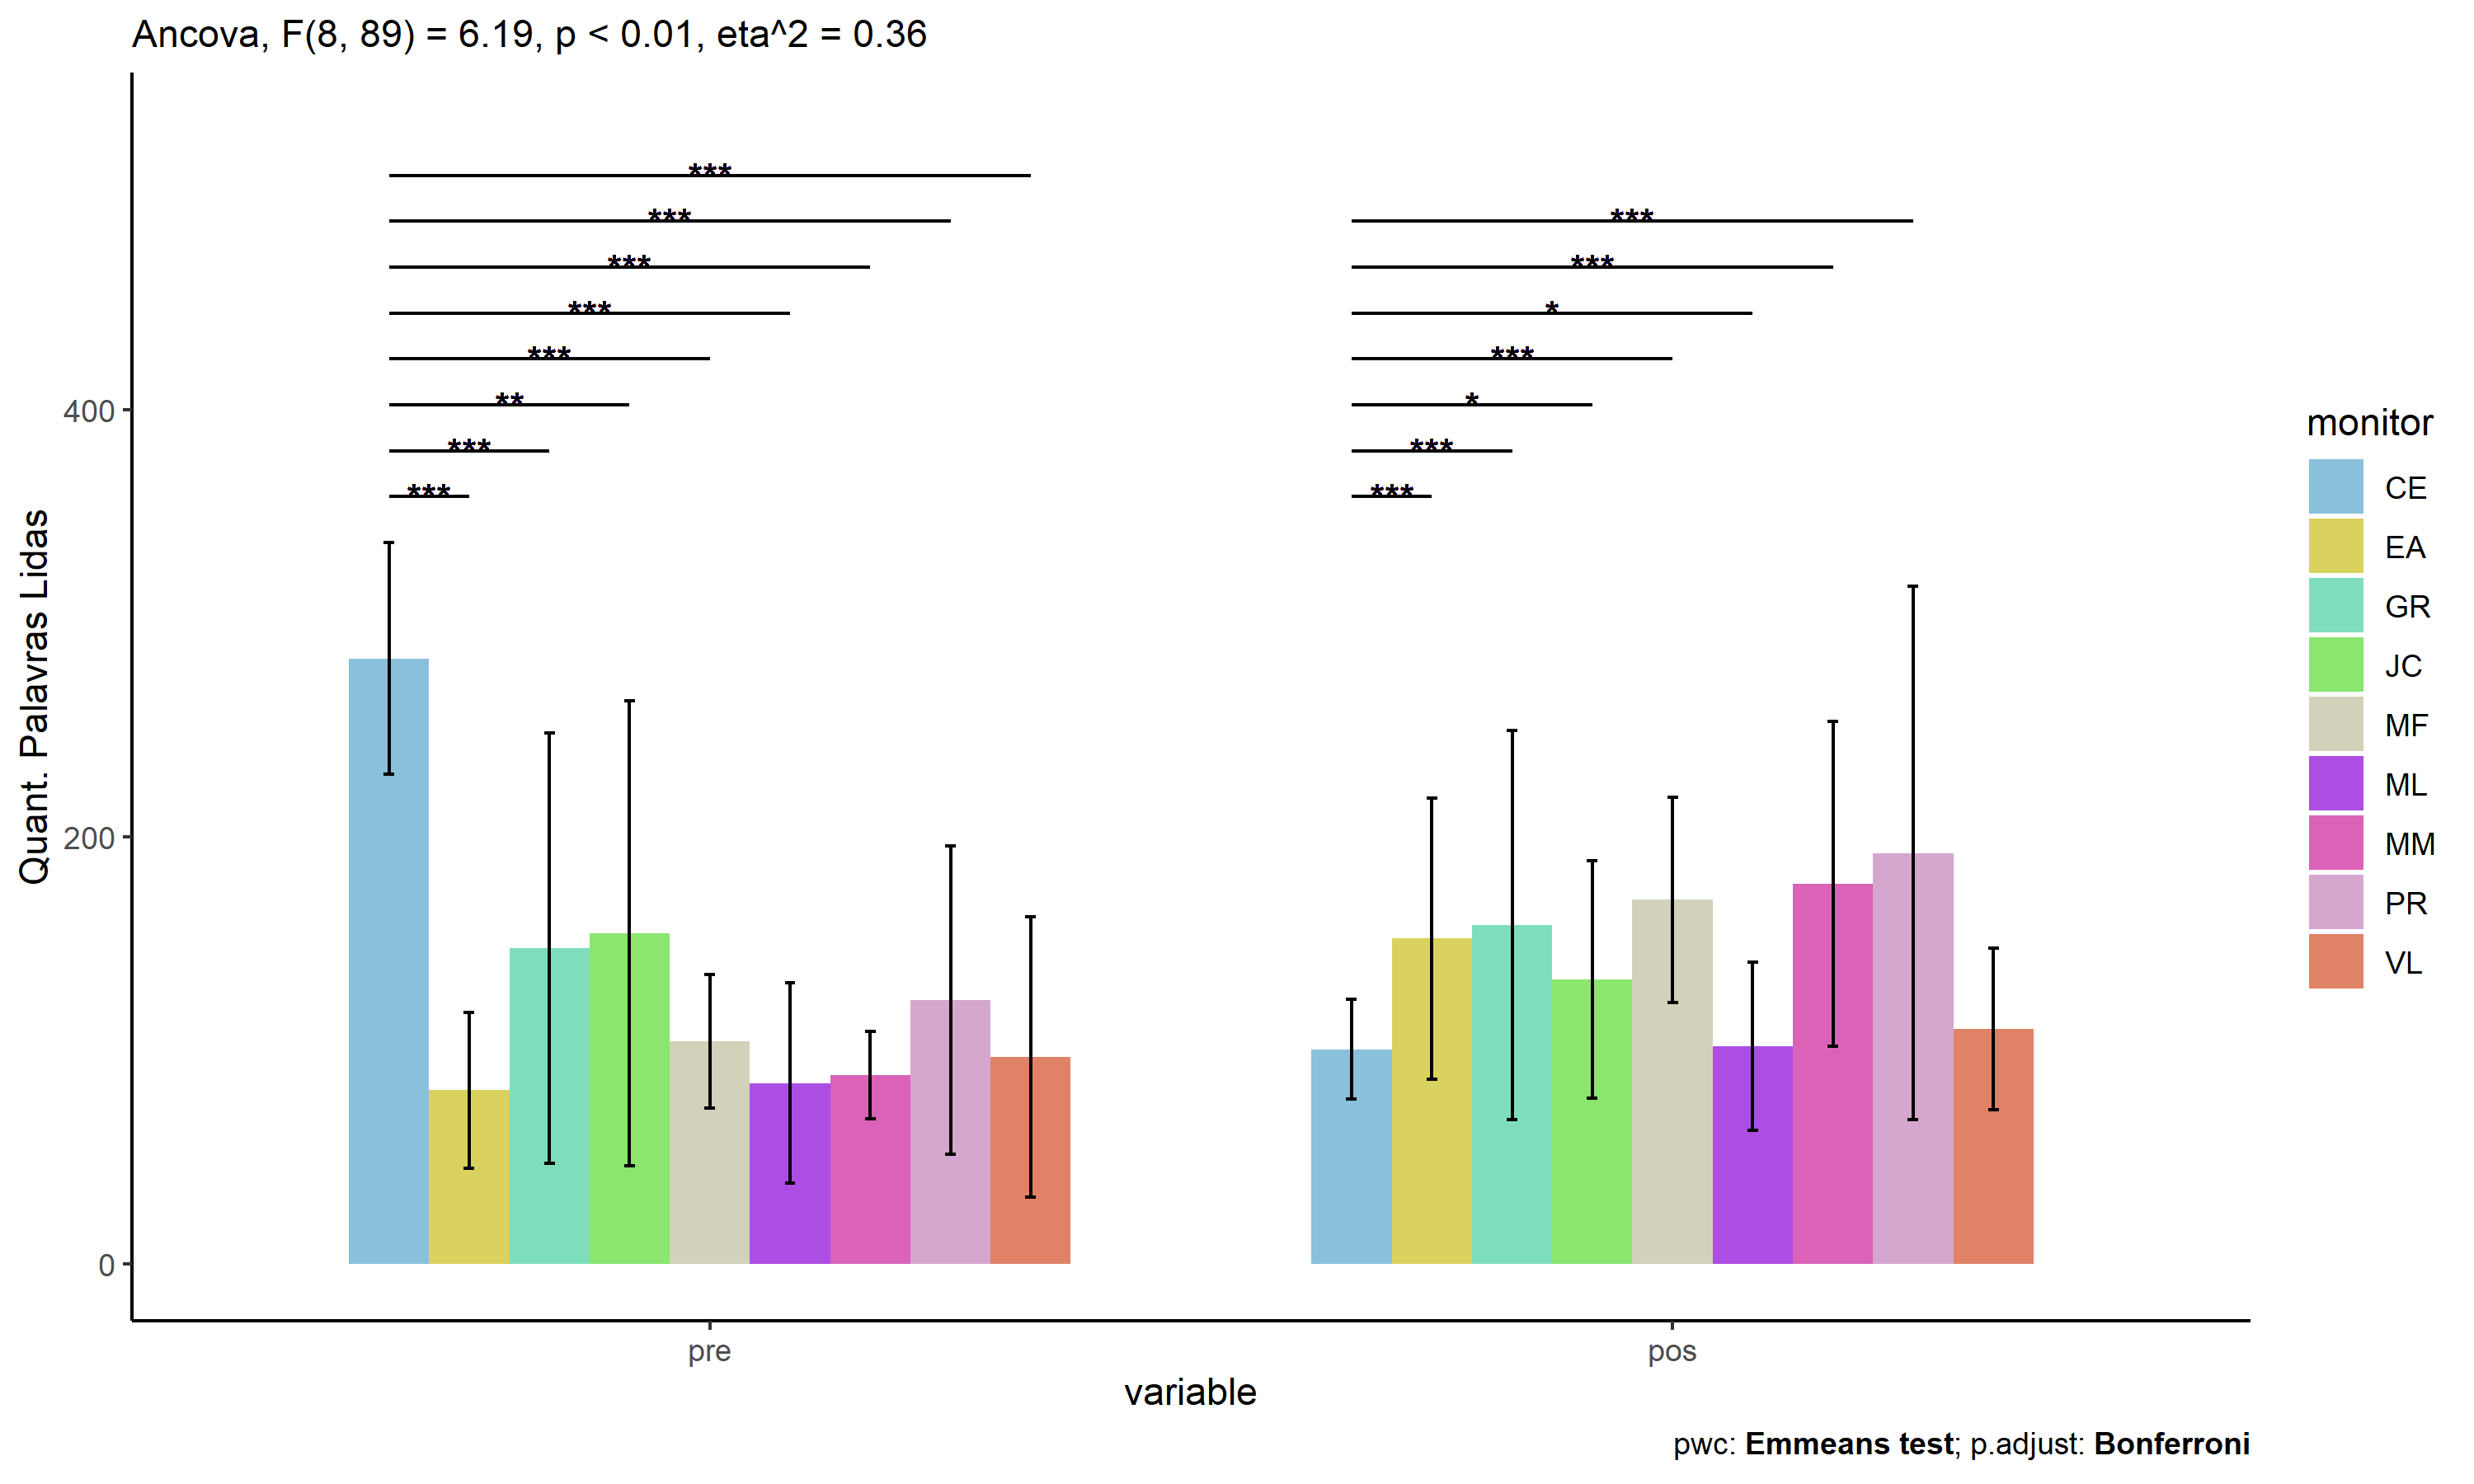 Ancova, F(8, 89) = 6.19, p < 0.01, eta^2 = 0.36
***
***
***
***
***
**
***
***
***
***
*
***
*
***
***
Quant. Palavras Lidas
400
200
0
pre
pos
variable
monitor
CE
EA
GR
JC
MF
ML
MM
PR
VL
pwc: Emmeans test; p.adjust: Bonferroni